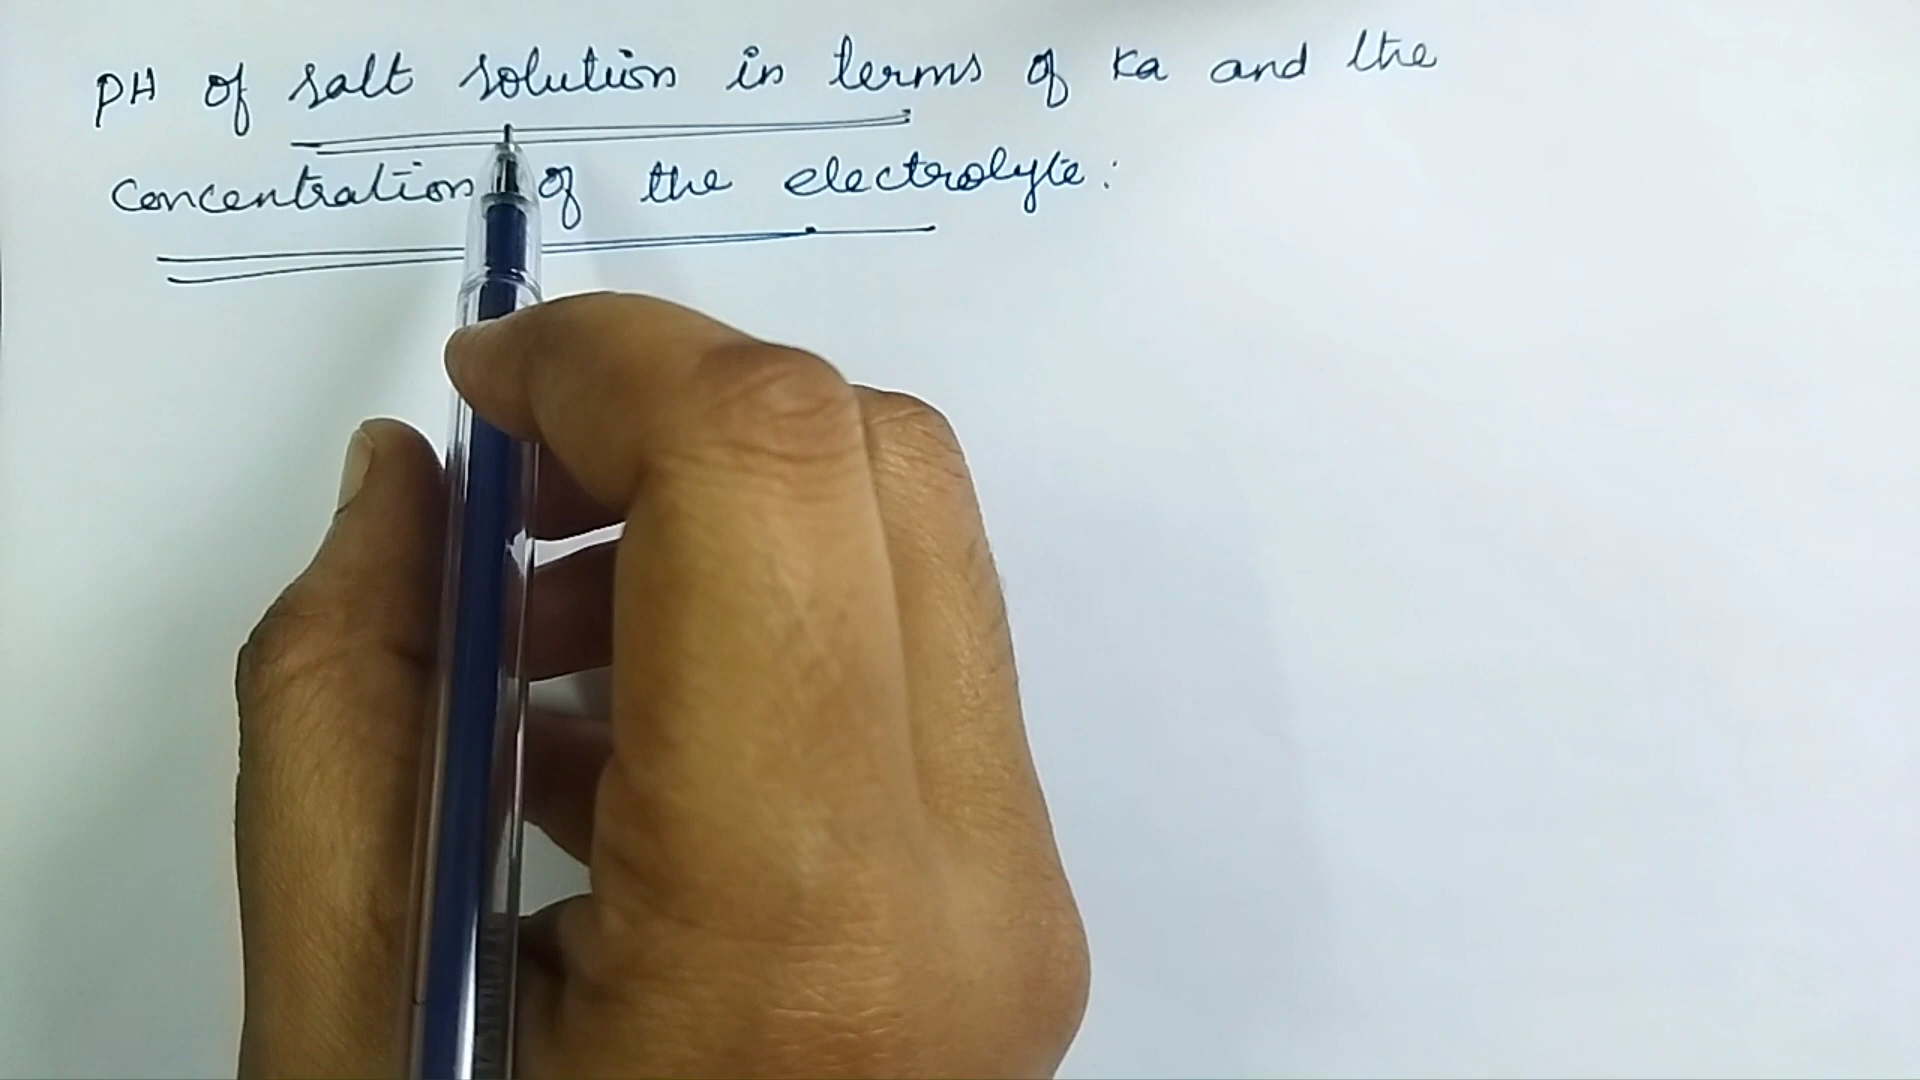 pH of salt solution in terms of Ka and the
concentration of the electrolyte: